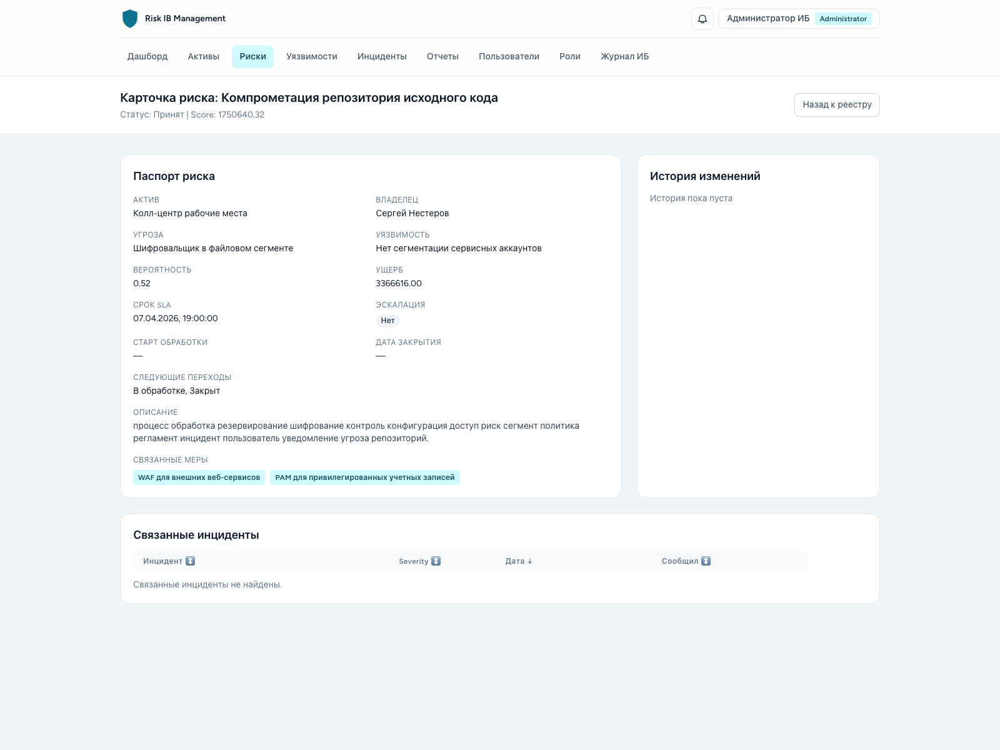 Risk IB Management
Администратор ИБ Administrator
Дашборд Активы Риски Уязвимости Инциденты Отчеты Пользователи Роли Журнал ИБ
Карточка риска: Компрометация репозитория исходного кода
Статус: Принят | Score: 1750640.32
Назад к реестру
Паспорт риска
АКТИВ
Колл-центр рабочие места
ВЛАДЕЛЕЦ
Сергей Нестеров
УГРОЗА
Шифровальщик в файловом сегменте
УЯЗВИМОСТЬ
Нет сегментации сервисных аккаунтов
ВЕРОЯТНОСТЬ
0.52
УЩЕРБ
3366616.00
СРОК SLA
07.04.2026, 19:00:00
ЭСКАЛАЦИЯ
Нет
СТАРТ ОБРАБОТКИ
—
ДАТА ЗАКРЫТИЯ
—
СЛЕДУЮЩИЕ ПЕРЕХОДЫ
В обработке, Закрыт
ОПИСАНИЕ
процесс обработка резервирование шифрование контроль конфигурация доступ риск сегмент политика
регламент инцидент пользователь уведомление угроза репозиторий.
СВЯЗАННЫЕ МЕРЫ
WAF для внешних веб-сервисов PAM для привилегированных учетных записей
История изменений
История пока пуста
Связанные инциденты
Инцидент ↕️ Severity ↕️ Дата ↓ Сообщил ↕️
Связанные инциденты не найдены.